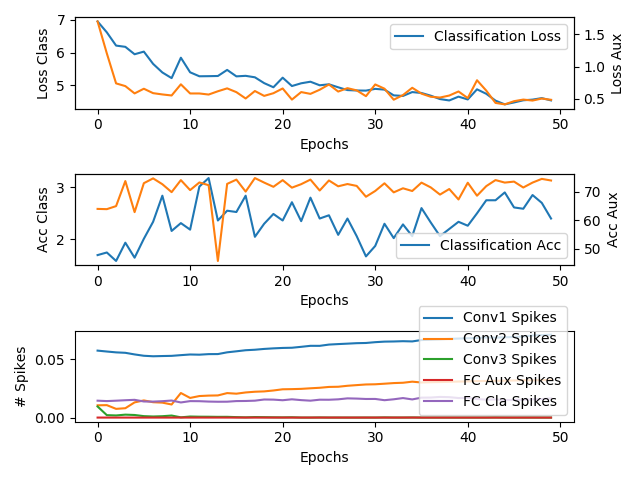 7
6
5
Loss Class
Classification Loss
1.5
1.0
0.5
Loss Aux
0 10 20 30 40 50
Epochs
3
2
Acc Class
Classification Acc
70
60
50
Acc Aux
0 10 20 30 40 50
Epochs
0.05
0.00
# Spikes
Conv1 Spikes
Conv2 Spikes
Conv3 Spikes
FC Aux Spikes
FC Cla Spikes
0 10 20 30 40 50
Epochs